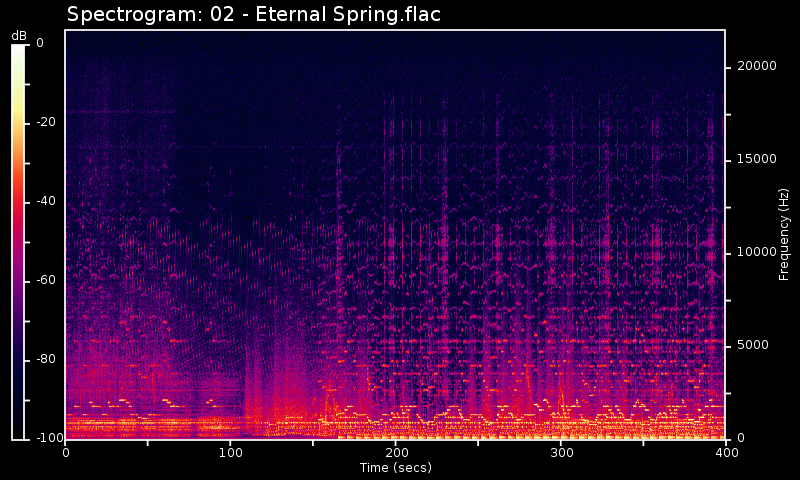 Spectrogram: 02 - Eternal Spring.flac
dB
0
-20
-40
-60
-80
-100
20000
15000
10000
5000
0
Frequency (Hz)
0 100 200 300 400
Time (secs)